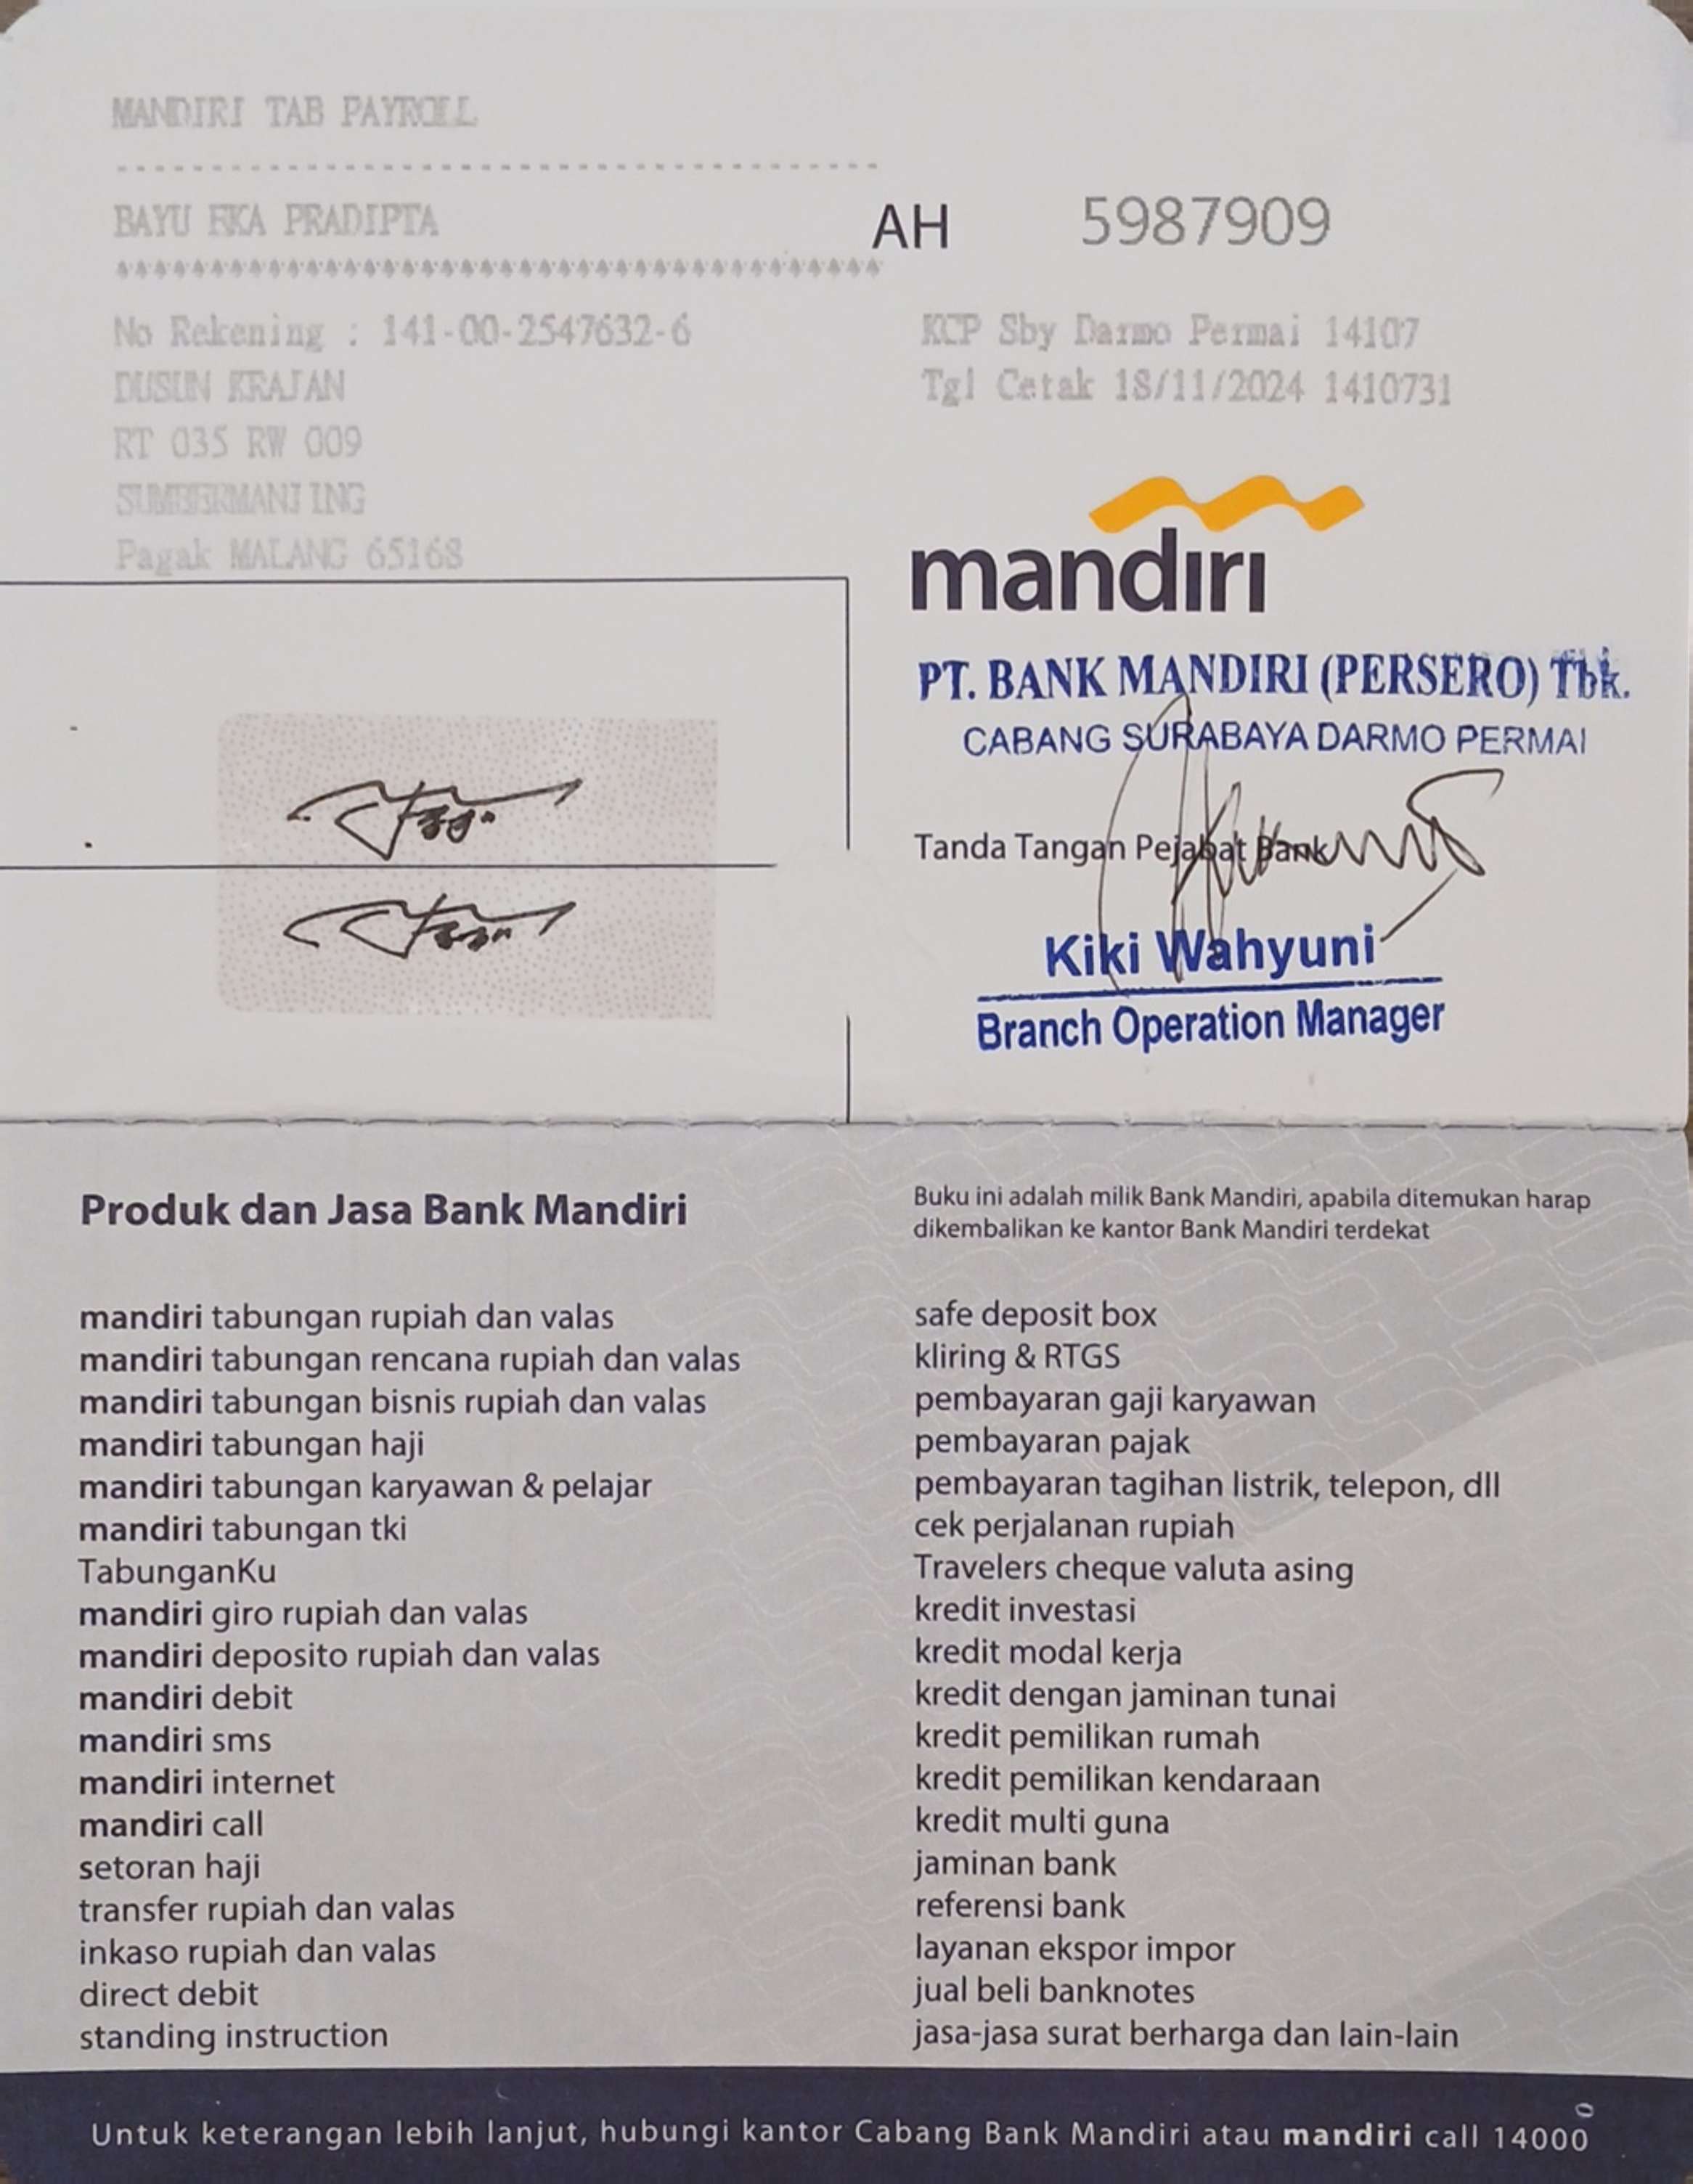 MANDIRI TAB PAYROLL
----------------------------------------
BAYU EKA PRADIPTA
****************************************
AH 5987909
No Rekening : 141-00-2547632-6
DUSUN KRAJAN
RT 035 RW 009
SUMBERMANJING
Pagak MALANG 65168
KCP Sby Darmo Permai 14107
Tgl Cetak 18/11/2024 1410731
mandiri
PT. BANK MANDIRI (PERSERO) Tbk.
CABANG SURABAYA DARMO PERMAI
Tanda Tangan Pejabat Bank
Kiki Wahyuni
Branch Operation Manager
Produk dan Jasa Bank Mandiri
mandiri tabungan rupiah dan valas
mandiri tabungan rencana rupiah dan valas
mandiri tabungan bisnis rupiah dan valas
mandiri tabungan haji
mandiri tabungan karyawan & pelajar
mandiri tabungan tki
TabunganKu
mandiri giro rupiah dan valas
mandiri deposito rupiah dan valas
mandiri debit
mandiri sms
mandiri internet
mandiri call
setoran haji
transfer rupiah dan valas
inkaso rupiah dan valas
direct debit
standing instruction
Buku ini adalah milik Bank Mandiri, apabila ditemukan harap
dikembalikan ke kantor Bank Mandiri terdekat
safe deposit box
kliring & RTGS
pembayaran gaji karyawan
pembayaran pajak
pembayaran tagihan listrik, telepon, dll
cek perjalanan rupiah
Travelers cheque valuta asing
kredit investasi
kredit modal kerja
kredit dengan jaminan tunai
kredit pemilikan rumah
kredit pemilikan kendaraan
kredit multi guna
jaminan bank
referensi bank
layanan ekspor impor
jual beli banknotes
jasa-jasa surat berharga dan lain-lain
Untuk keterangan lebih lanjut, hubungi kantor Cabang Bank Mandiri atau mandiri call 14000